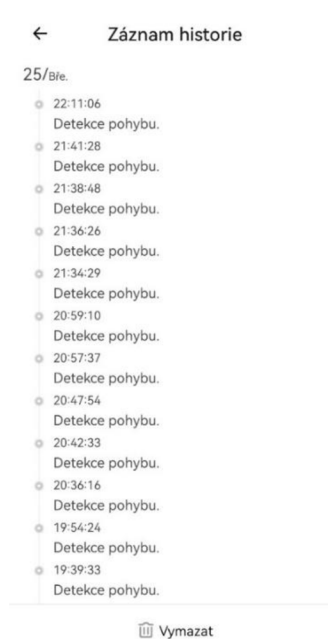 Záznam historie
25/Bře.
22:11:06
Detekce pohybu.
21:41:28
Detekce pohybu.
21:38:48
Detekce pohybu.
21:36:26
Detekce pohybu.
21:34:29
Detekce pohybu.
20:59:10
Detekce pohybu.
20:57:37
Detekce pohybu.
20:47:54
Detekce pohybu.
20:42:33
Detekce pohybu.
20:36:16
Detekce pohybu.
19:54:24
Detekce pohybu.
19:39:33
Detekce pohybu.
Vymazat